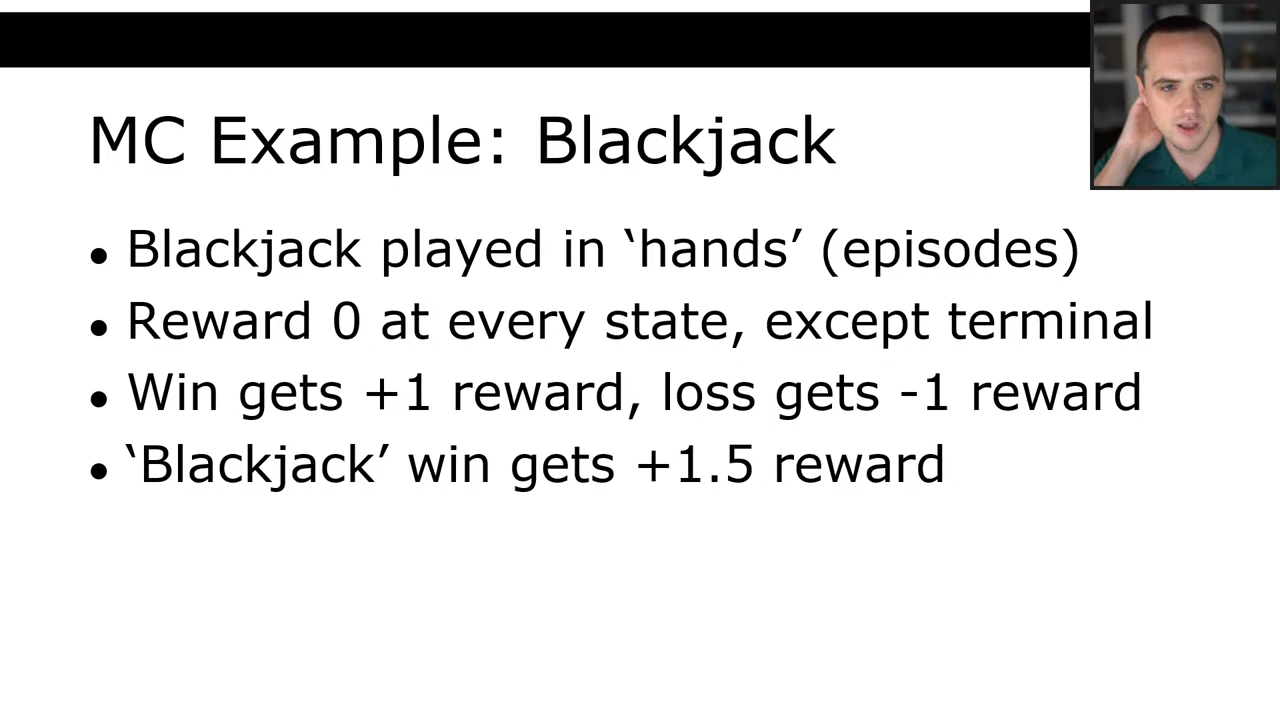 MC Example: Blackjack
• Blackjack played in ‘hands’ (episodes)
• Reward 0 at every state, except terminal
• Win gets +1 reward, loss gets -1 reward
• ‘Blackjack’ win gets +1.5 reward